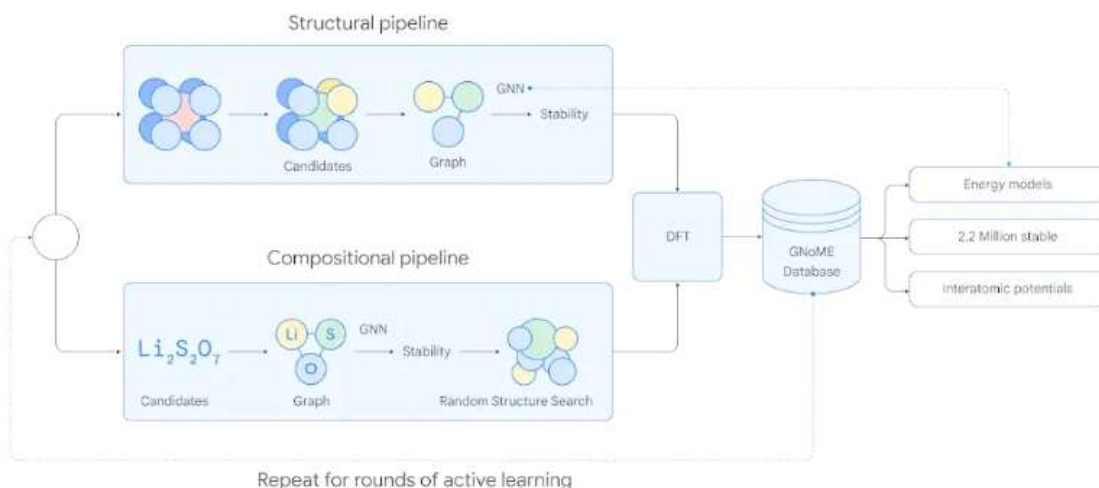 Structural pipeline
GNN
Stability
Candidates
Graph
Energy models
DFT
GNoME
Database
2.2 Million stable
Interatomic potentials
Compositional pipeline
Li S
GNN
Li₂S₂O₇
Stability
O
Candidates
Graph
Random Structure Search
Repeat for rounds of active learning